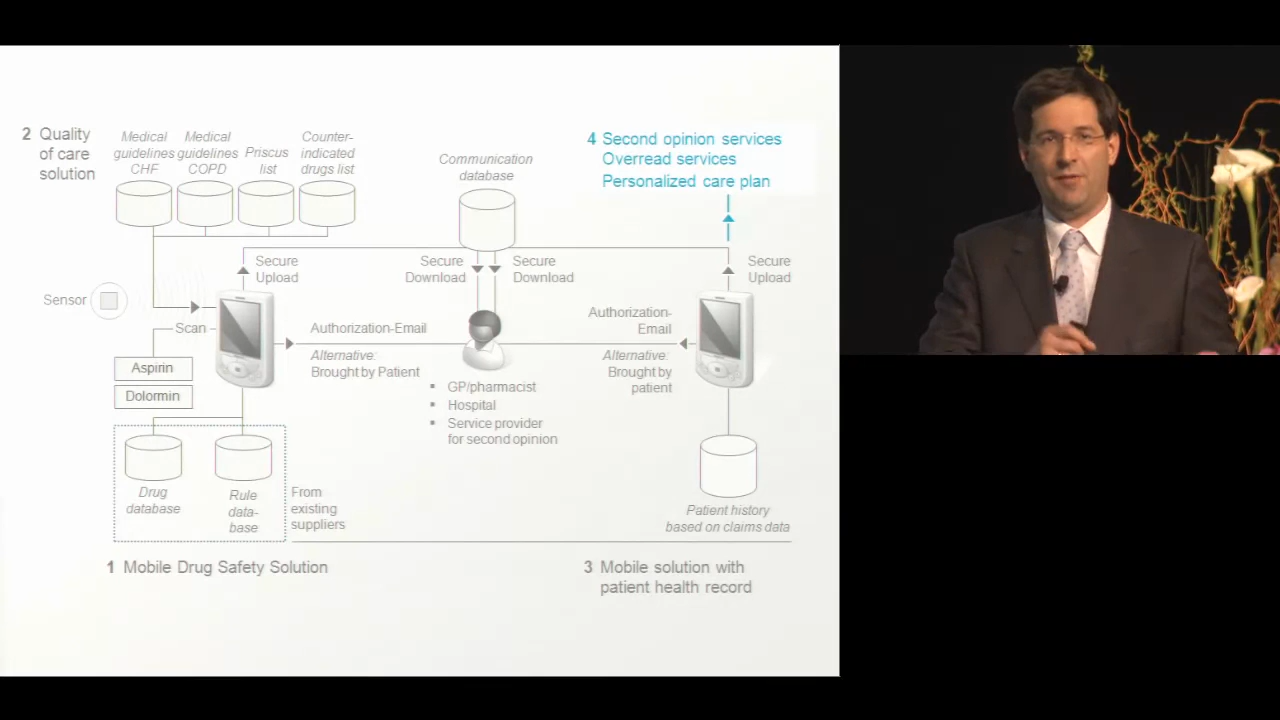 2 Quality
of care
solution
Medical
guidelines
CHF
Medical
guidelines
COPD
Priscus
list
Counter-
indicated
drugs list
Communication
database
4 Second opinion services
Overread services
Personalized care plan
Secure
Upload
Secure
Download
Secure
Download
Secure
Upload
Sensor
Scan
Aspirin
Dolormin
Authorization-Email
Alternative:
Brought by Patient
Authorization-
Email
Alternative:
Brought by
patient
▪ GP/pharmacist
▪ Hospital
▪ Service provider
for second opinion
Drug
database
Rule
data-
base
From
existing
suppliers
Patient history
based on claims data
1 Mobile Drug Safety Solution
3 Mobile solution with
patient health record